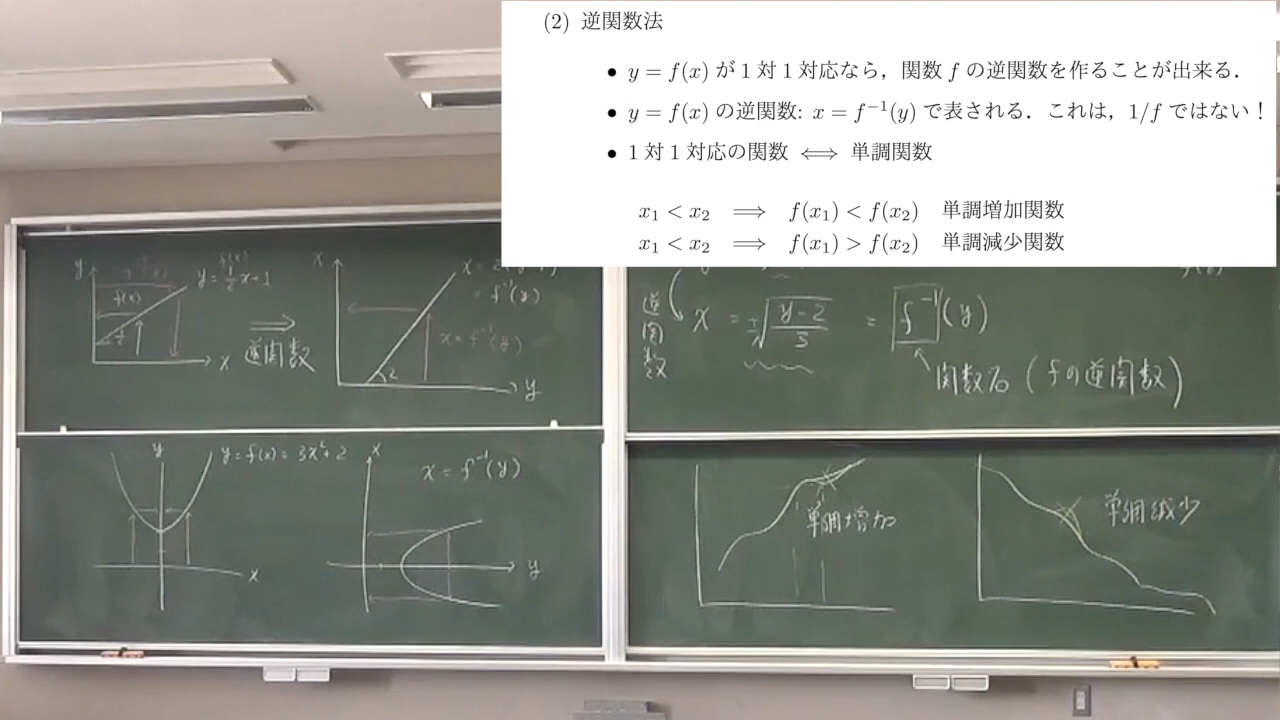 (2) 逆関数法
• y = f(x) が 1 対 1 対応なら，関数 f の逆関数を作ることが出来る．
• y = f(x) の逆関数: x = f⁻¹(y) で表される．これは，1/f ではない！
• 1 対 1 対応の関数 ⟺ 単調関数
x₁ < x₂ ⟹ f(x₁) < f(x₂) 単調増加関数
x₁ < x₂ ⟹ f(x₁) > f(x₂) 単調減少関数
y
f(x)
y = ½x+1
x
⟹
逆関数
x
= f⁻¹(y)
x = f⁻¹(y)
2
y
逆関数
x = ±√((y-2)/3) = f⁻¹(y)
関数名 (fの逆関数)
y
y = f(x) = 3x²+2
x
x
x = f⁻¹(y)
y
単調増加
単調減少